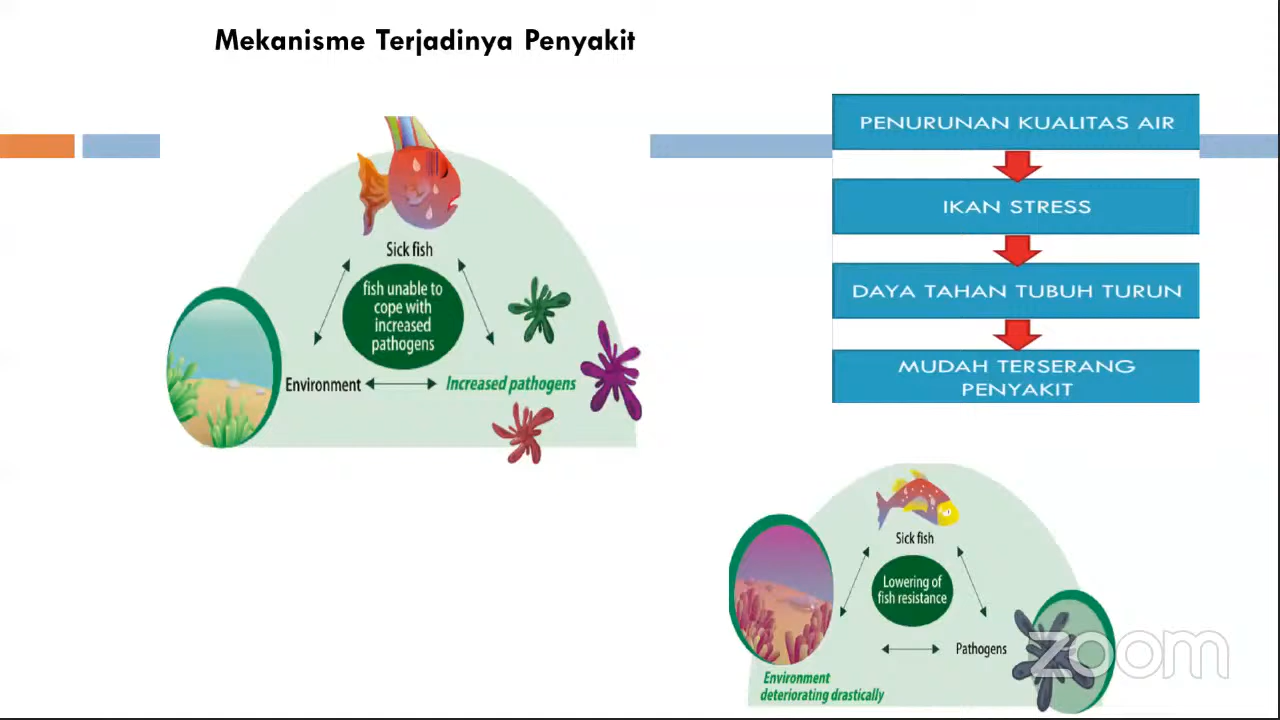 Mekanisme Terjadinya Penyakit
Sick fish
fish unable to
cope with
increased
pathogens
Environment
Increased pathogens
PENURUNAN KUALITAS AIR
IKAN STRESS
DAYA TAHAN TUBUH TURUN
MUDAH TERSERANG
PENYAKIT
Sick fish
Lowering of
fish resistance
Pathogens
Environment
deteriorating drastically
zoom